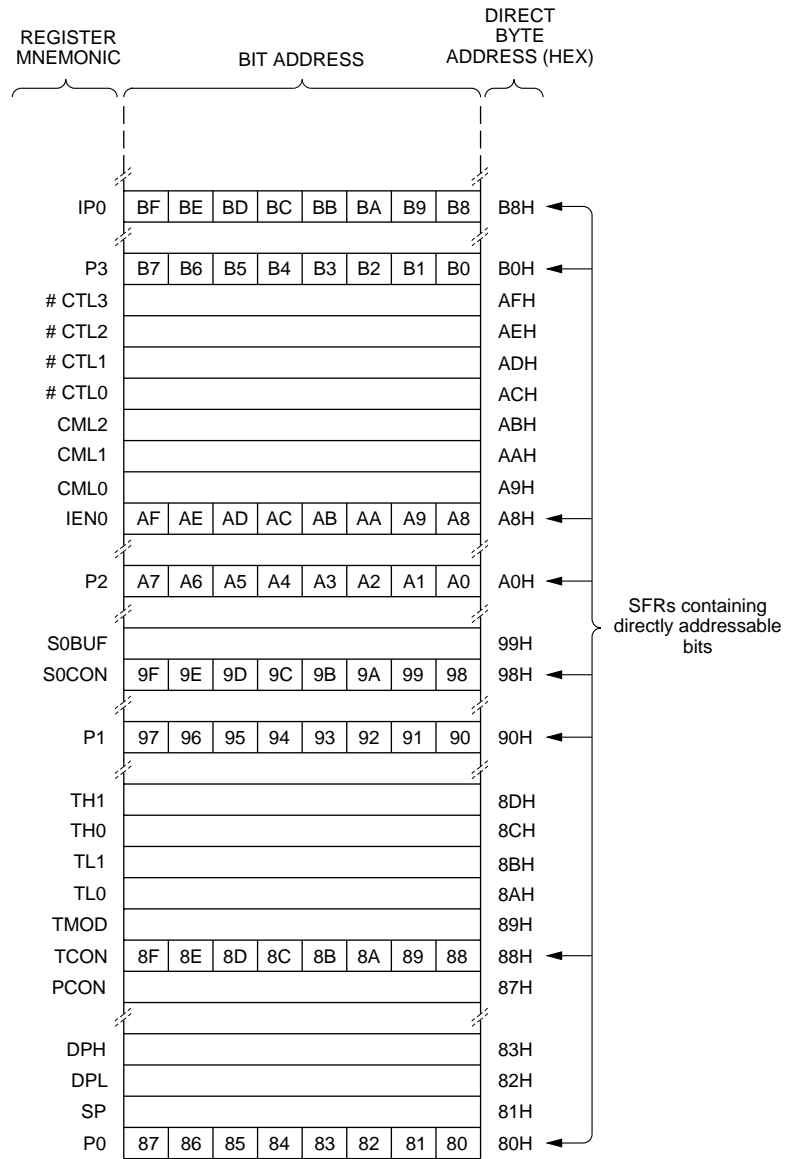 REGISTER
MNEMONIC
BIT ADDRESS
DIRECT
BYTE
ADDRESS (HEX)
IP0 BF BE BD BC BB BA B9 B8 B8H
P3 B7 B6 B5 B4 B3 B2 B1 B0 B0H
# CTL3 AFH
# CTL2 AEH
# CTL1 ADH
# CTL0 ACH
CML2 ABH
CML1 AAH
CML0 A9H
IEN0 AF AE AD AC AB AA A9 A8 A8H
P2 A7 A6 A5 A4 A3 A2 A1 A0 A0H
SFRs containing
directly addressable
bits
S0BUF 99H
S0CON 9F 9E 9D 9C 9B 9A 99 98 98H
P1 97 96 95 94 93 92 91 90 90H
TH1 8DH
TH0 8CH
TL1 8BH
TL0 8AH
TMOD 89H
TCON 8F 8E 8D 8C 8B 8A 89 88 88H
PCON 87H
DPH 83H
DPL 82H
SP 81H
P0 87 86 85 84 83 82 81 80 80H